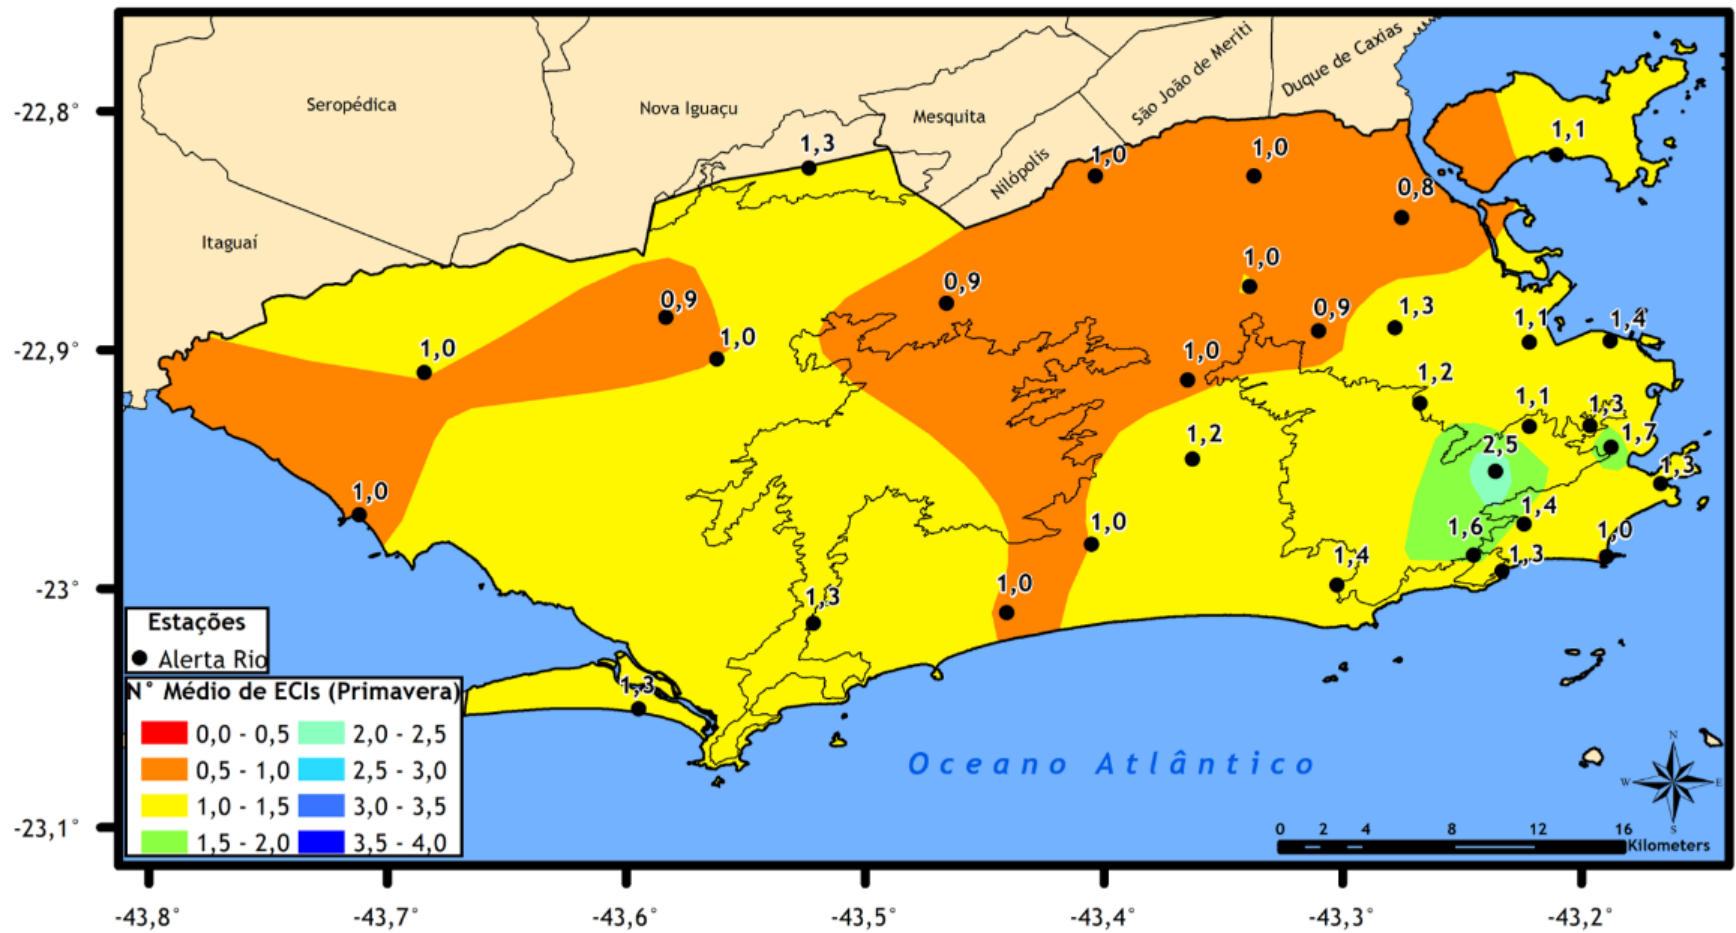 Seropédica
Nova Iguaçu
Mesquita
São João de Meriti
Duque de Caxias
Nilópolis
Itaguaí
-22,8°
-22,9°
-23°
-23,1°
1,3
1,0
1,0
1,1
0,8
1,0
0,9
0,9
0,9
1,3
1,1
1,4
1,0
1,0
1,0
1,2
1,1
1,3
1,2
2,5
1,7
1,3
1,0
1,0
1,6
1,4
1,0
1,3
1,4
1,0
1,3
1,3
Estações
Alerta Rio
N° Médio de ECIs (Primavera)
0,0 - 0,5 2,0 - 2,5
0,5 - 1,0 2,5 - 3,0
1,0 - 1,5 3,0 - 3,5
1,5 - 2,0 3,5 - 4,0
Oceano Atlântico
N
W E
S
0 2 4 8 12 16
Kilometers
-43,8° -43,7° -43,6° -43,5° -43,4° -43,3° -43,2°